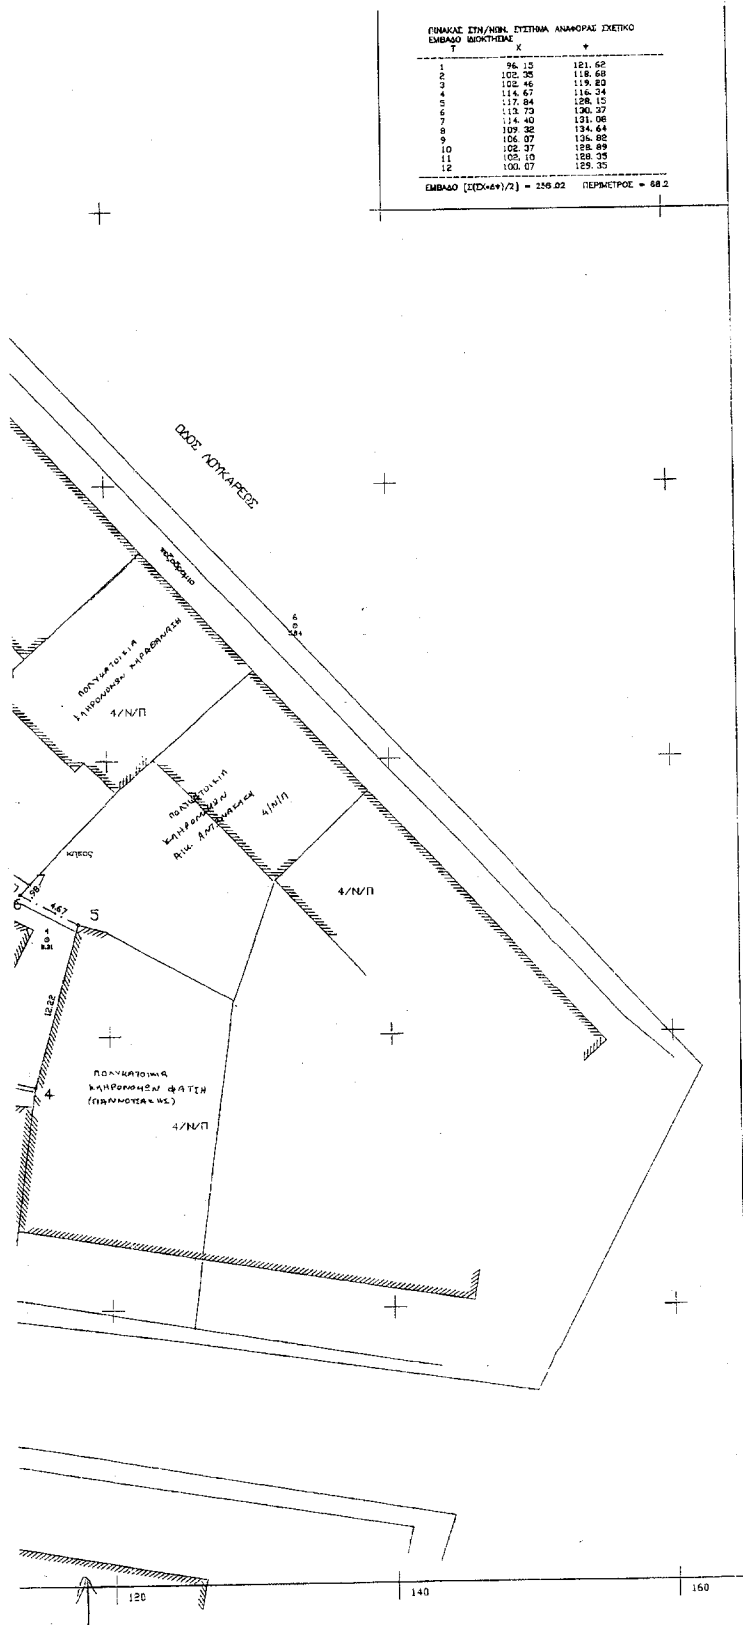 ΠΙΝΑΚΑΣ ΣΥΝ/ΝΩΝ. ΣΥΣΤΗΜΑ ΑΝΑΦΟΡΑΣ ΣΧΕΤΙΚΟ
ΕΜΒΑΔΟ ΙΔΙΟΚΤΗΣΙΑΣ
Τ Χ Ψ
1 96.15 121.62
2 102.35 118.68
3 102.46 119.20
4 114.67 116.34
5 117.84 128.15
6 113.73 130.37
7 114.40 131.08
8 109.32 134.64
9 106.07 136.82
10 102.37 128.89
11 102.10 128.35
12 100.07 129.35
ΕΜΒΑΔΟ [Σ(ΣΧ*ΔΨ)/2] = 256.02 ΠΕΡΙΜΕΤΡΟΣ = 68.2
ΟΔΟΣ ΛΟΥΚΑΡΕΩΣ
πεζοδρομιο
6
ΠΟΛΥΚΑΤΟΙΚΙΑ
ΚΛΗΡΟΝΟΜΩΝ
4/Ν/Π
ΠΟΛΥΚΑΤΟΙΚΙΑ
ΚΛΗΡΟΝΟΜΩΝ
ΑΙΚ.
4/Ν/Π
κηπος
4/Ν/Π
.98
6
4.67
5
4
12.22
4
ΠΟΛΥΚΑΤΟΙΚΙΑ
ΚΛΗΡΟΝΟΜΩΝ ΦΑΤΣΗ
4/Ν/Π
120
140
160